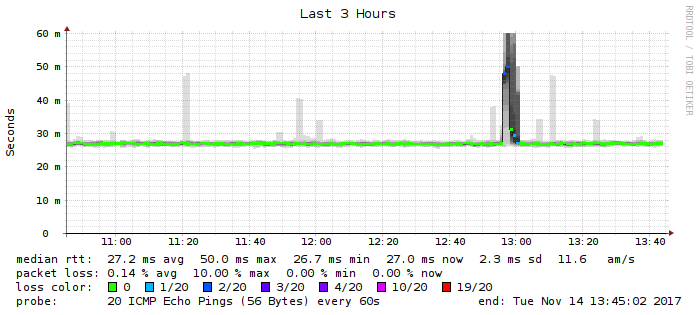 Last 3 Hours
RRDTOOL / TOBI OETIKER
Seconds
60 m
50 m
40 m
30 m
20 m
10 m
0
11:00 11:20 11:40 12:00 12:20 12:40 13:00 13:20 13:40
median rtt: 27.2 ms avg 50.0 ms max 26.7 ms min 27.0 ms now 2.3 ms sd 11.6 am/s
packet loss: 0.14 % avg 10.00 % max 0.00 % min 0.00 % now
loss color: 0 1/20 2/20 3/20 4/20 10/20 19/20
probe: 20 ICMP Echo Pings (56 Bytes) every 60s end: Tue Nov 14 13:45:02 2017